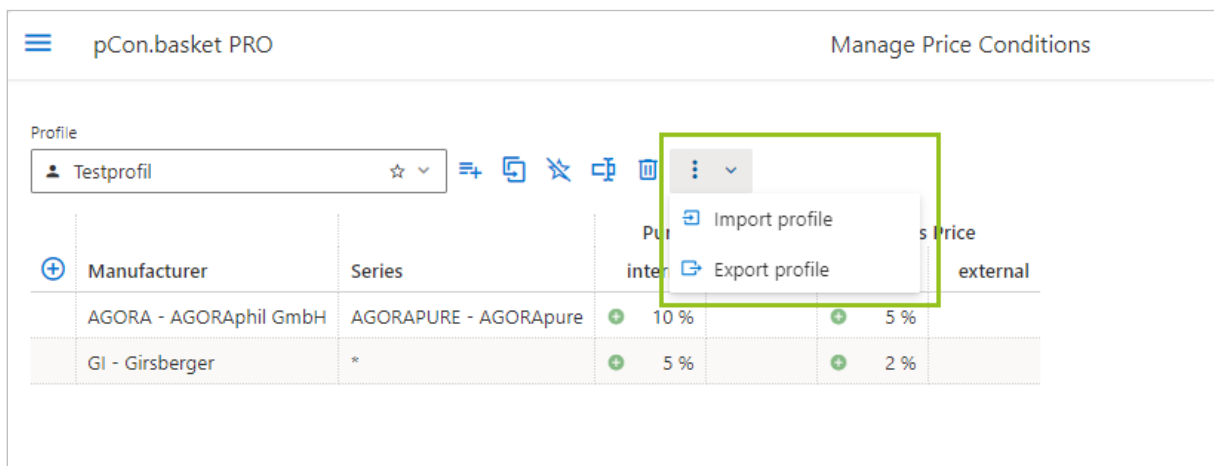 pCon.basket PRO
Manage Price Conditions
Profile
Testprofil
Import profile
Price
Export profile
Manufacturer Series external
AGORA - AGORAphil GmbH AGORAPURE - AGORApure 10 % 5 %
GI - Girsberger * 5 % 2 %